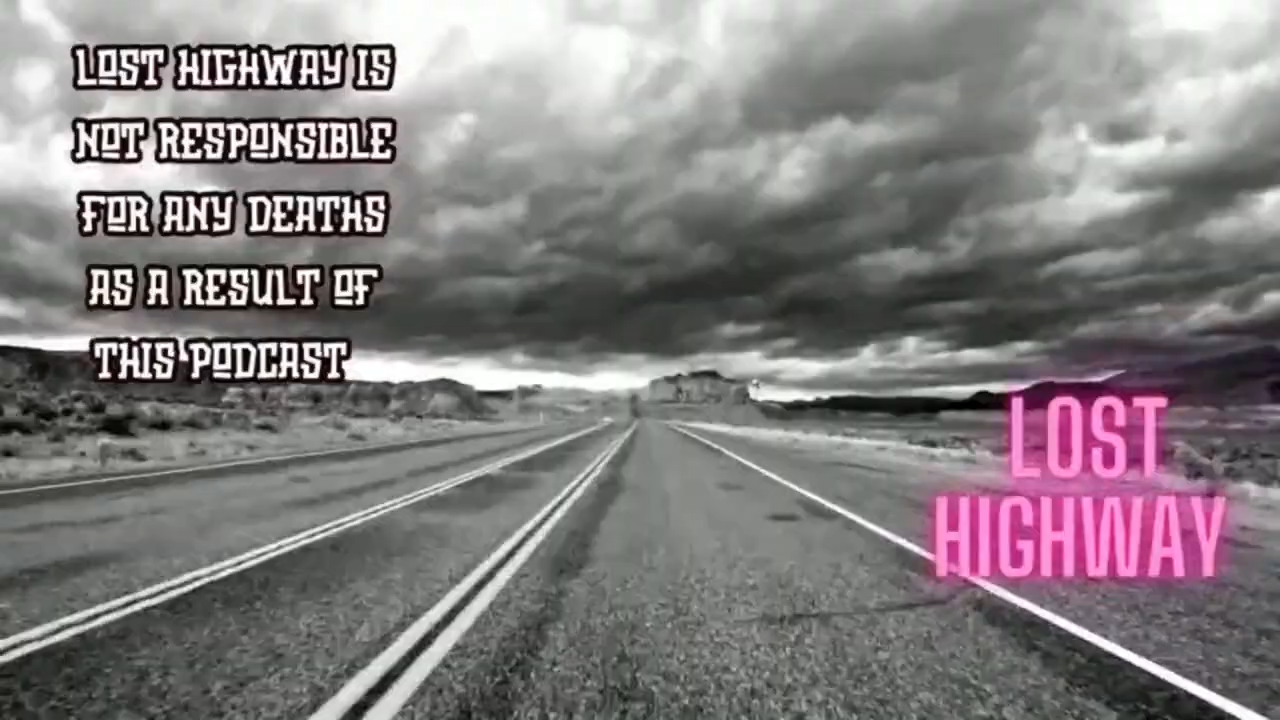 LOST HIGHWAY IS
NOT RESPONSIBLE
FOR ANY DEATHS
AS A RESULT OF
THIS PODCAST
LOST
HIGHWAY